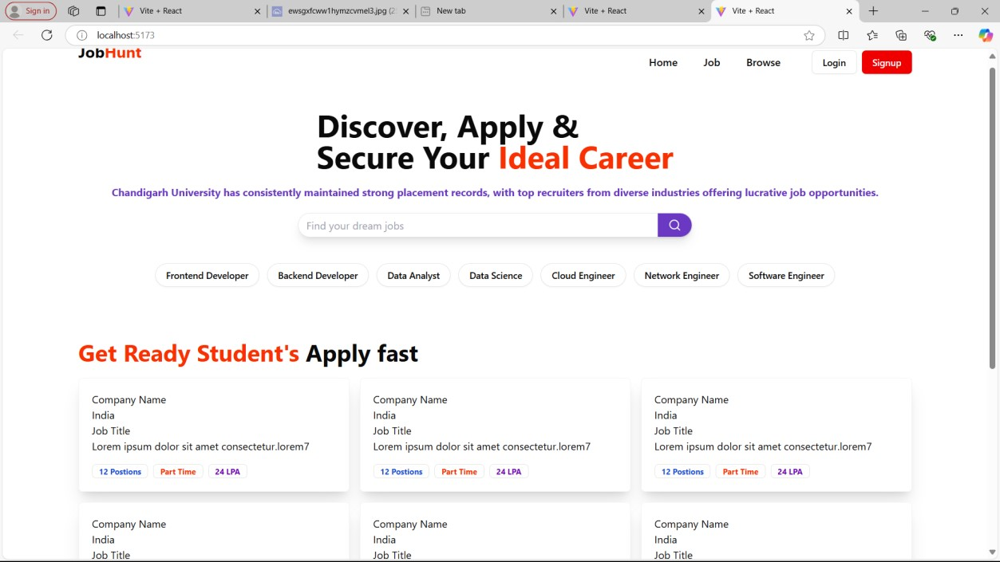 Sign in
Vite + React
ewsgxfcww1hymzcvmel3.jpg (2
New tab
Vite + React
Vite + React
localhost:5173
JobHunt
Home Job Browse Login Signup
Discover, Apply &
Secure Your Ideal Career
Chandigarh University has consistently maintained strong placement records, with top recruiters from diverse industries offering lucrative job opportunities.
Find your dream jobs
Frontend Developer Backend Developer Data Analyst Data Science Cloud Engineer Network Engineer Software Engineer
Get Ready Student's Apply fast
Company Name
India
Job Title
Lorem ipsum dolor sit amet consectetur.lorem7
12 Postions Part Time 24 LPA
Company Name
India
Job Title
Lorem ipsum dolor sit amet consectetur.lorem7
12 Postions Part Time 24 LPA
Company Name
India
Job Title
Lorem ipsum dolor sit amet consectetur.lorem7
12 Postions Part Time 24 LPA
Company Name
India
Job Title
Company Name
India
Job Title
Company Name
India
Job Title